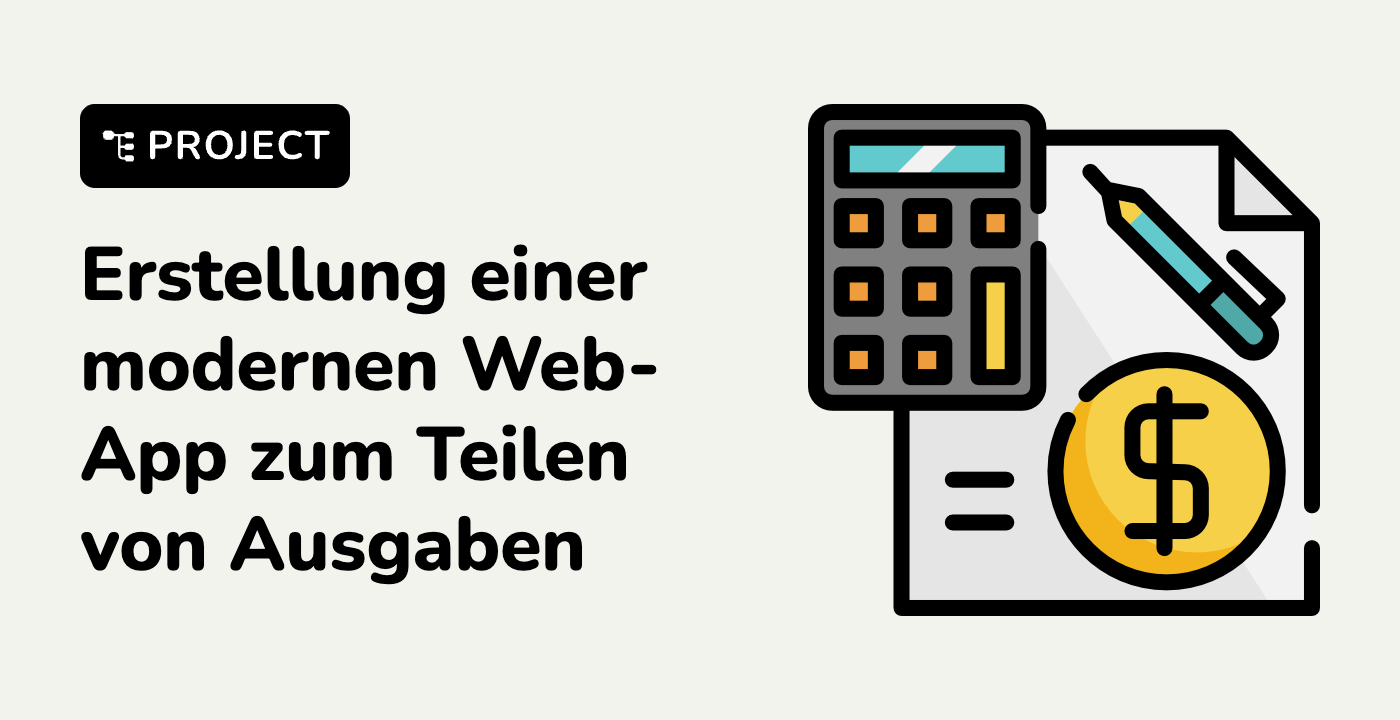 PROJECT
Erstellung einer
modernen Web-
App zum Teilen
von Ausgaben
$